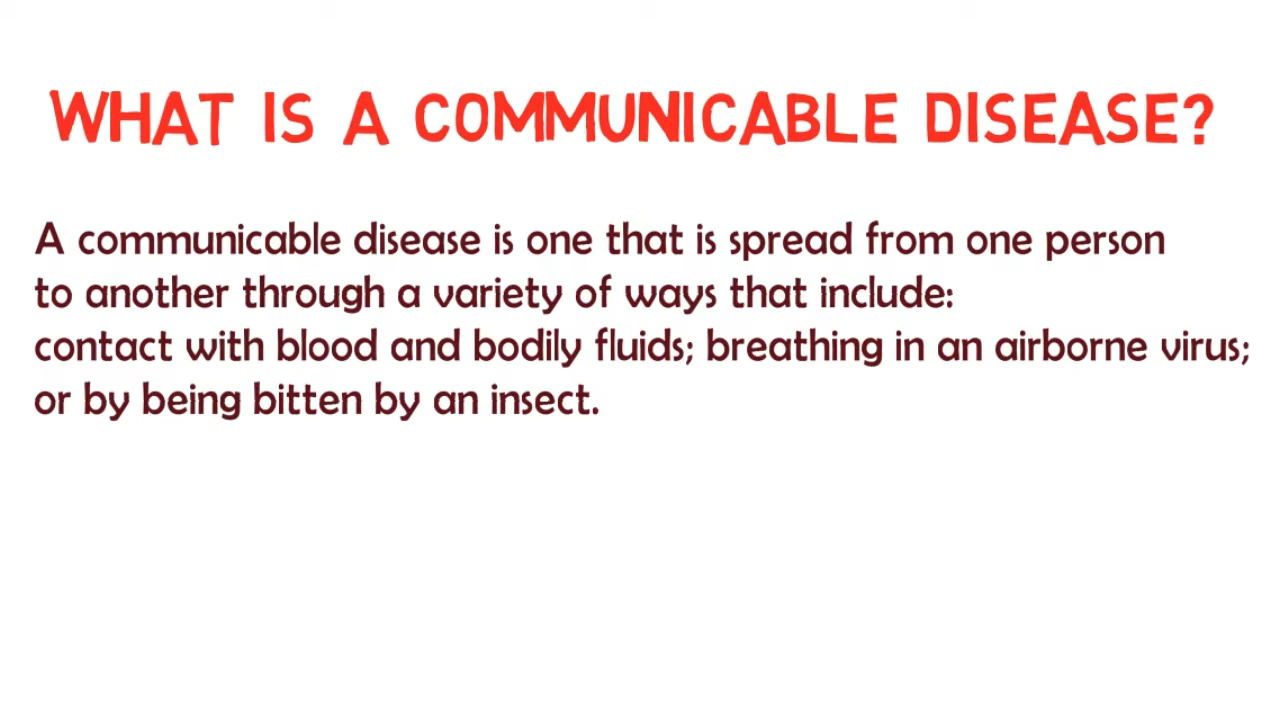 WHAT IS A COMMUNICABLE DISEASE?
A communicable disease is one that is spread from one person
to another through a variety of ways that include:
contact with blood and bodily fluids; breathing in an airborne virus;
or by being bitten by an insect.